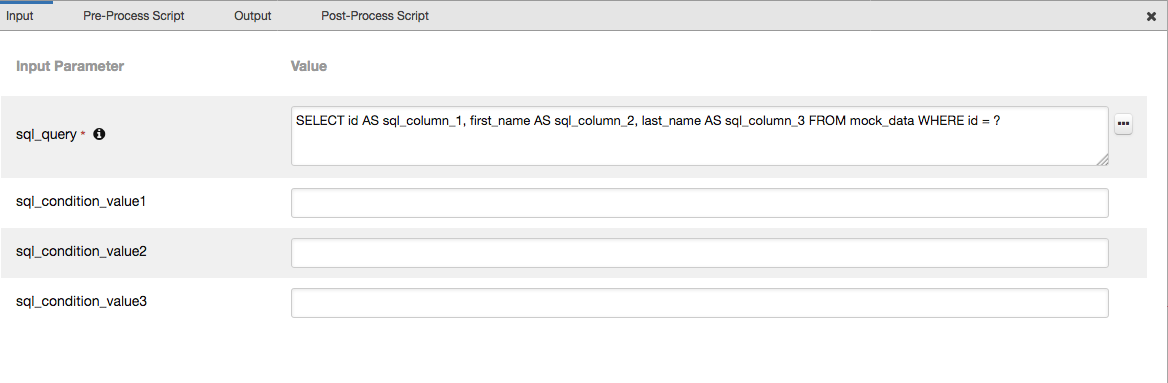 Input Pre-Process Script Output Post-Process Script
Input Parameter Value
sql_query * SELECT id AS sql_column_1, first_name AS sql_column_2, last_name AS sql_column_3 FROM mock_data WHERE id = ?
sql_condition_value1
sql_condition_value2
sql_condition_value3